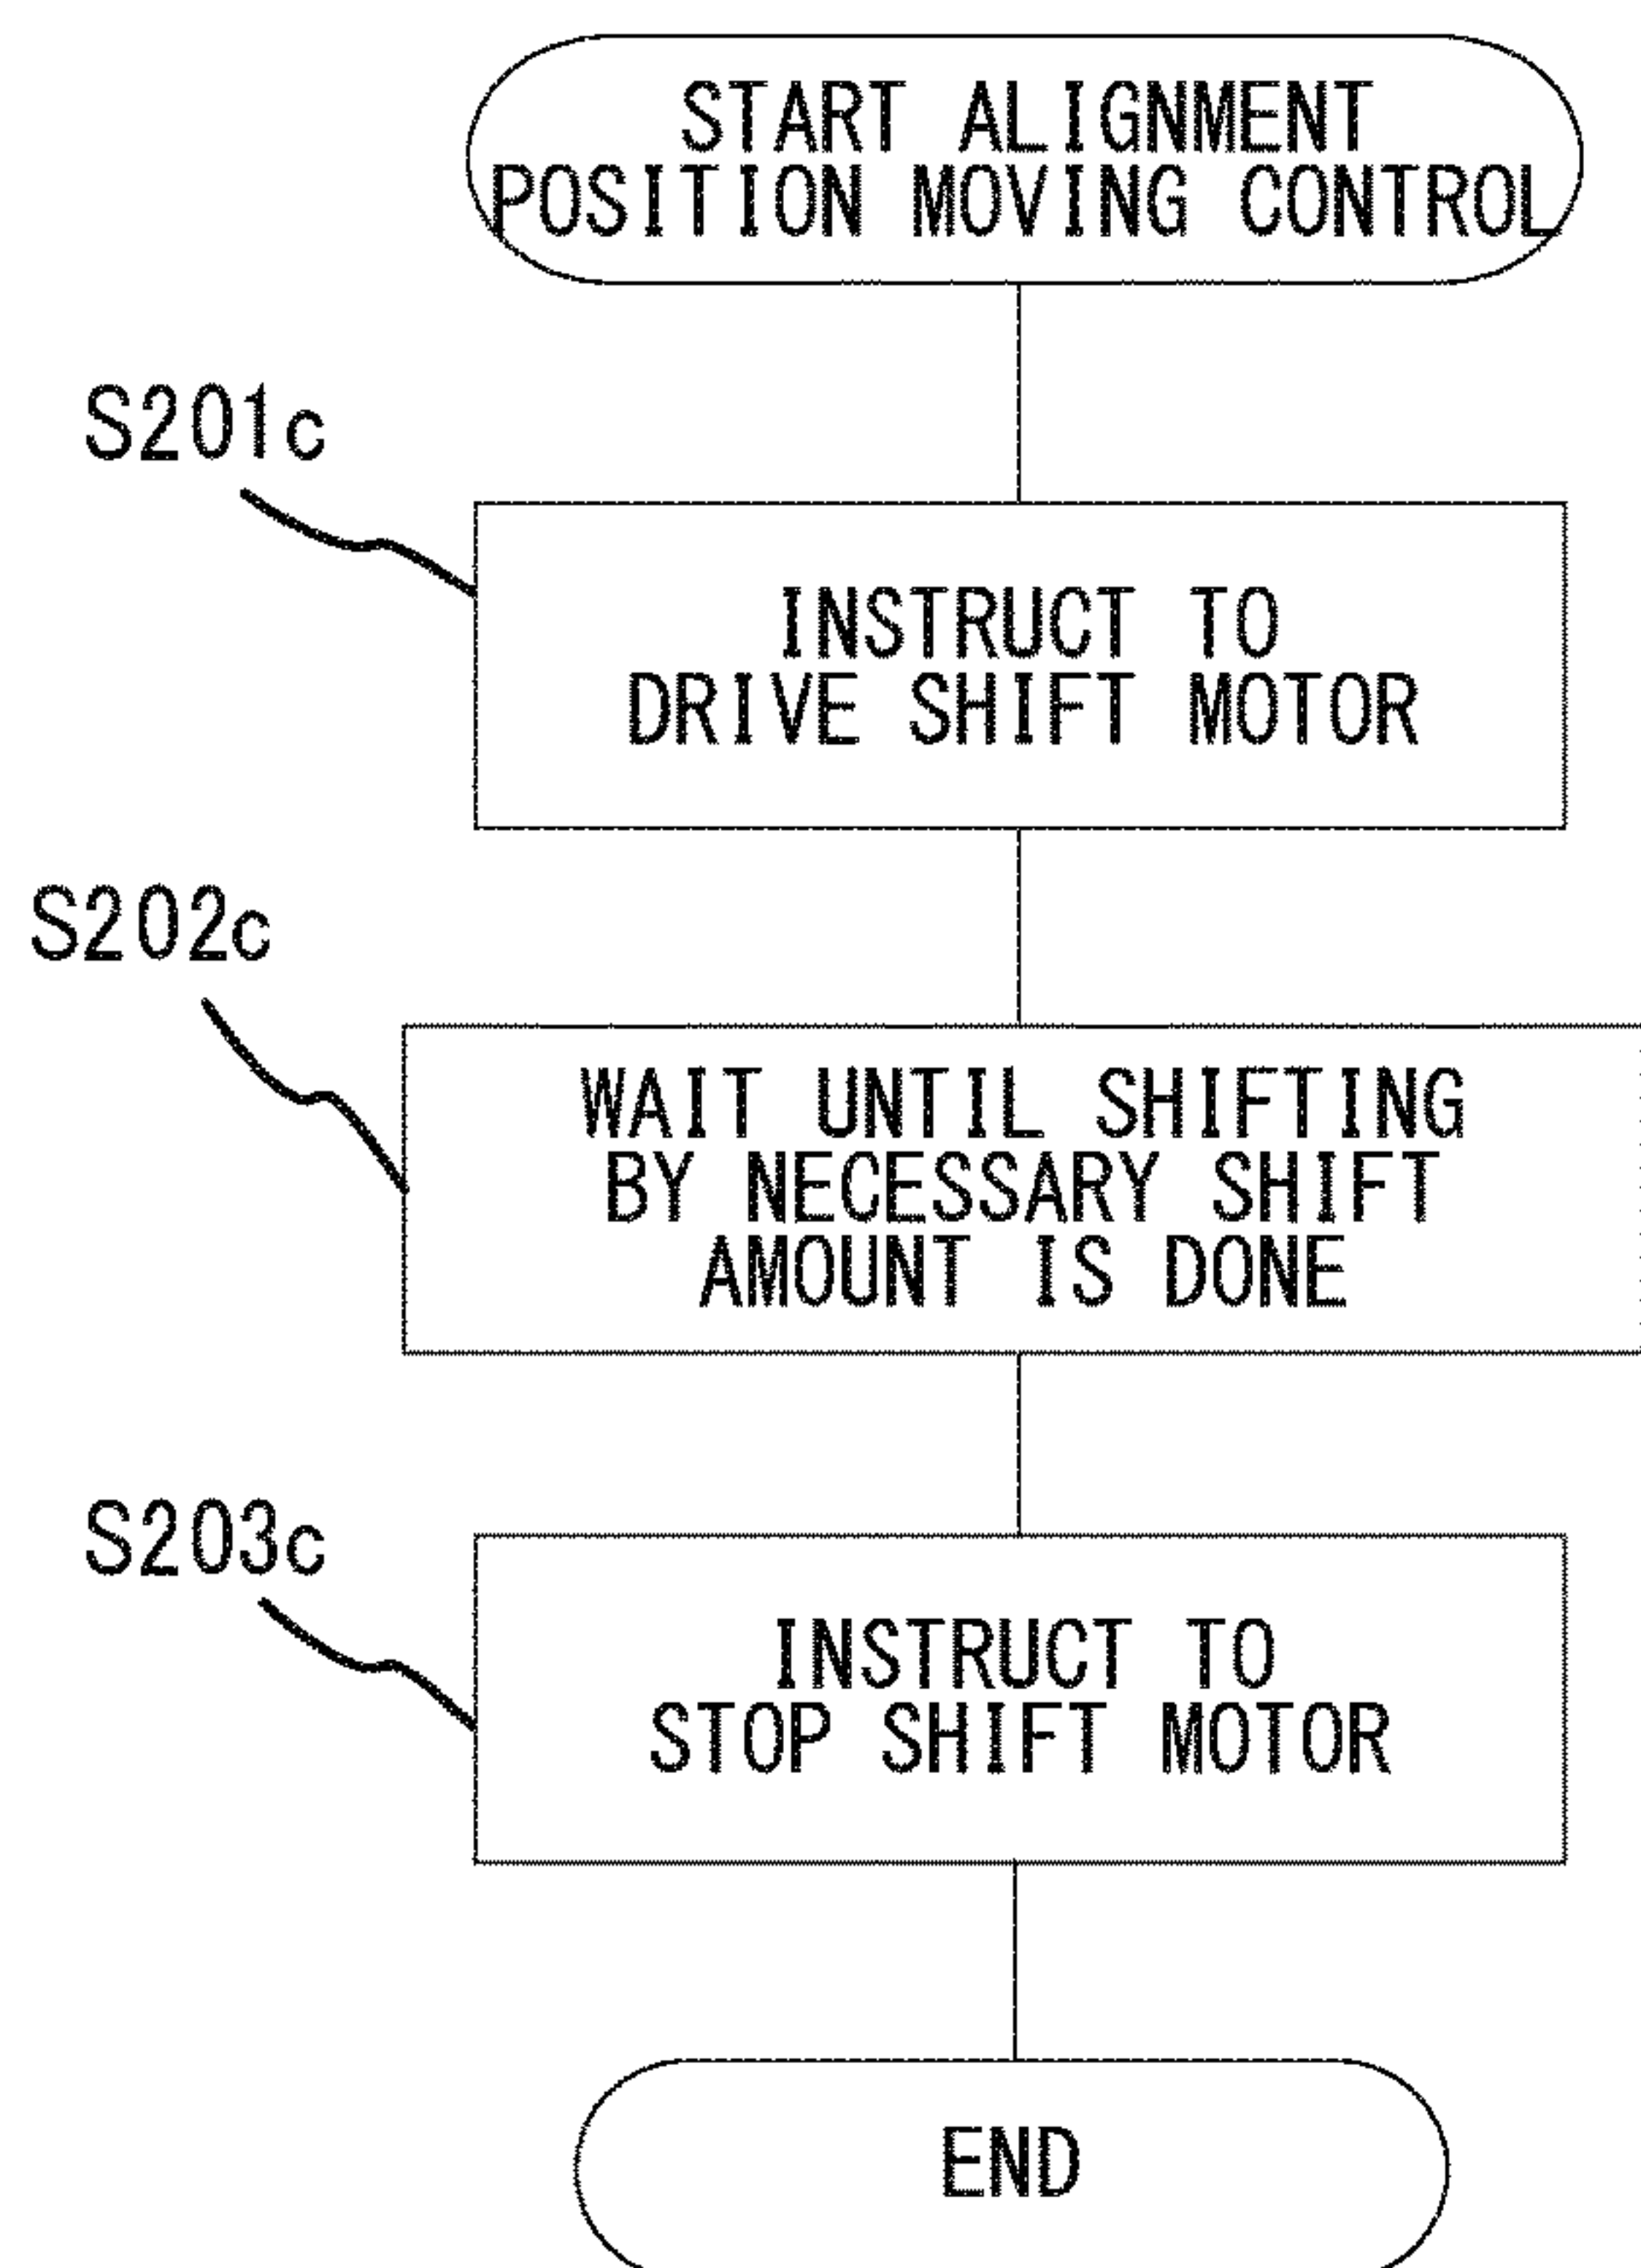 START ALIGNMENT
POSITION MOVING CONTROL
S201c
INSTRUCT TO
DRIVE SHIFT MOTOR
S202c
WAIT UNTIL SHIFTING
BY NECESSARY SHIFT
AMOUNT IS DONE
S203c
INSTRUCT TO
STOP SHIFT MOTOR
END